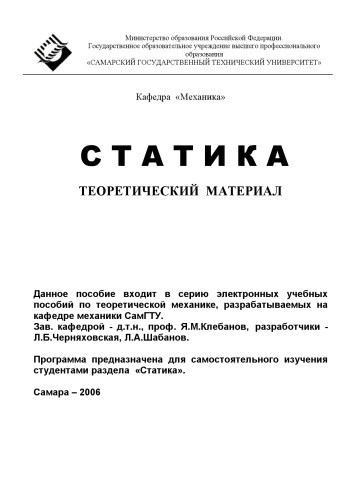 Министерство образования Российской Федерации.
Государственное образовательное учреждение высшего профессионального
образования
«САМАРСКИЙ ГОСУДАРСТВЕННЫЙ ТЕХНИЧЕСКИЙ УНИВЕРСИТЕТ»
Кафедра «Механика»
С Т А Т И К А
ТЕОРЕТИЧЕСКИЙ МАТЕРИАЛ
Данное пособие входит в серию электронных учебных
пособий по теоретической механике, разрабатываемых на
кафедре механики СамГТУ.
Зав. кафедрой - д.т.н., проф. Я.М.Клебанов, разработчики -
Л.Б.Черняховская, Л.А.Шабанов.
Программа предназначена для самостоятельного изучения
студентами раздела «Статика».
Самара – 2006